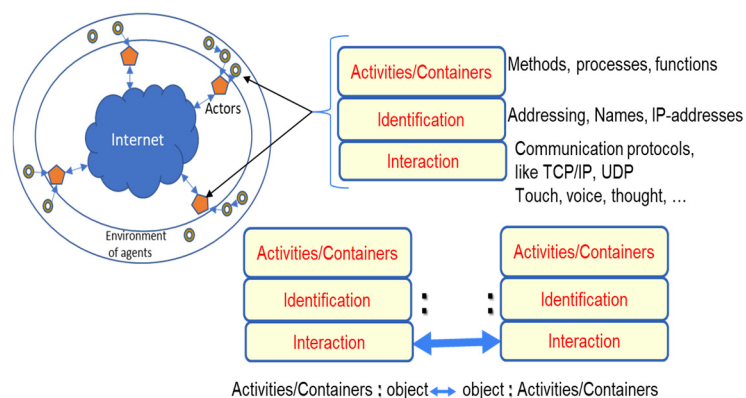 Internet
Actors
Environment
of agents
Activities/Containers
Methods, processes, functions
Identification
Addressing, Names, IP-addresses
Interaction
Communication protocols,
like TCP/IP, UDP
Touch, voice, thought, ...
Activities/Containers
Activities/Containers
Identification
:
:
Identification
:
:
Interaction
Interaction
Activities/Containers : object object : Activities/Containers